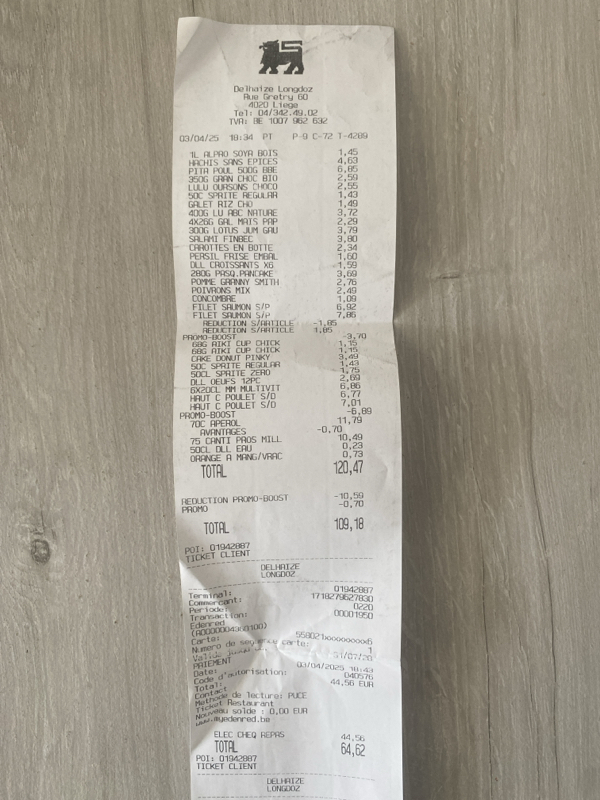 Delhaize Longdoz
Rue Gretry 60
4020 Liege
Tel: 04/342.49.02
TVA: BE 1007 962 632
03/04/25 18:34 PT P-9 C-72 T-4289
1L ALPRO SOYA BOIS 1,45
HACHIS SANS EPICES 4,63
PITA POUL 500G BBE 6,85
350G GRAN CHOC BIO 2,59
LULU OURSONS CHOCO 2,55
50C SPRITE REGULAR 1,43
GALET RIZ CHO 1,49
400G LU ABC NATURE 3,72
4X26G GAL MAIS PAP 2,29
300G LOTUS JUM GAU 3,79
SALAMI FINBEC 3,80
CAROTTES EN BOTTE 2,34
PERSIL FRISE EMBAL 1,60
DLL CROISSANTS X6 1,59
280G PASQ.PANCAKE 3,69
POMME GRANNY SMITH 2,76
POIVRONS MIX 2,49
CONCOMBRE 1,09
FILET SAUMON S/P 6,92
FILET SAUMON S/P 7,86
REDUCTION S/ARTICLE -1,85
REDUCTION S/ARTICLE 1,85
PROMO-BOOST -3,70
68G AIKI CUP CHICK 1,15
68G AIKI CUP CHICK 1,15
CAKE DONUT PINKY 3,49
50C SPRITE REGULAR 1,43
50CL SPRITE ZERO 1,75
DLL OEUFS 12PC 2,69
6X20CL MM MULTIVIT 6,86
HAUT C POULET S/D 6,77
HAUT C POULET S/D 7,01
PROMO-BOOST -6,89
70C APEROL 11,79
AVANTAGES -0,70
75 CANTI PROS MILL 10,49
50CL DLL EAU 0,23
ORANGE A MANG/VRAC 0,73
TOTAL 120,47
REDUCTION PROMO-BOOST -10,59
PROMO -0,70
TOTAL 109,18
POI: 01942887
TICKET CLIENT
DELHAIZE
LONGDOZ
Terminal: 01942887
Commercant: 1718279627830
Periode: 0220
Transaction: 00001950
Edenred
Carte: 558021xxxxxxxxx6
Numero de carte: 1
PAIEMENT
Date: 03/04/2025 18:43
Code d'autorisation: 040576
Total: 44,56 EUR
Contact
Methode de lecture: PUCE
Ticket Restaurant
Nouveau solde : 0,00 EUR
www.myedenred.be
ELEC CHEQ REPAS 44,56
TOTAL 64,62
POI: 01942887
TICKET CLIENT
DELHAIZE
LONGDOZ